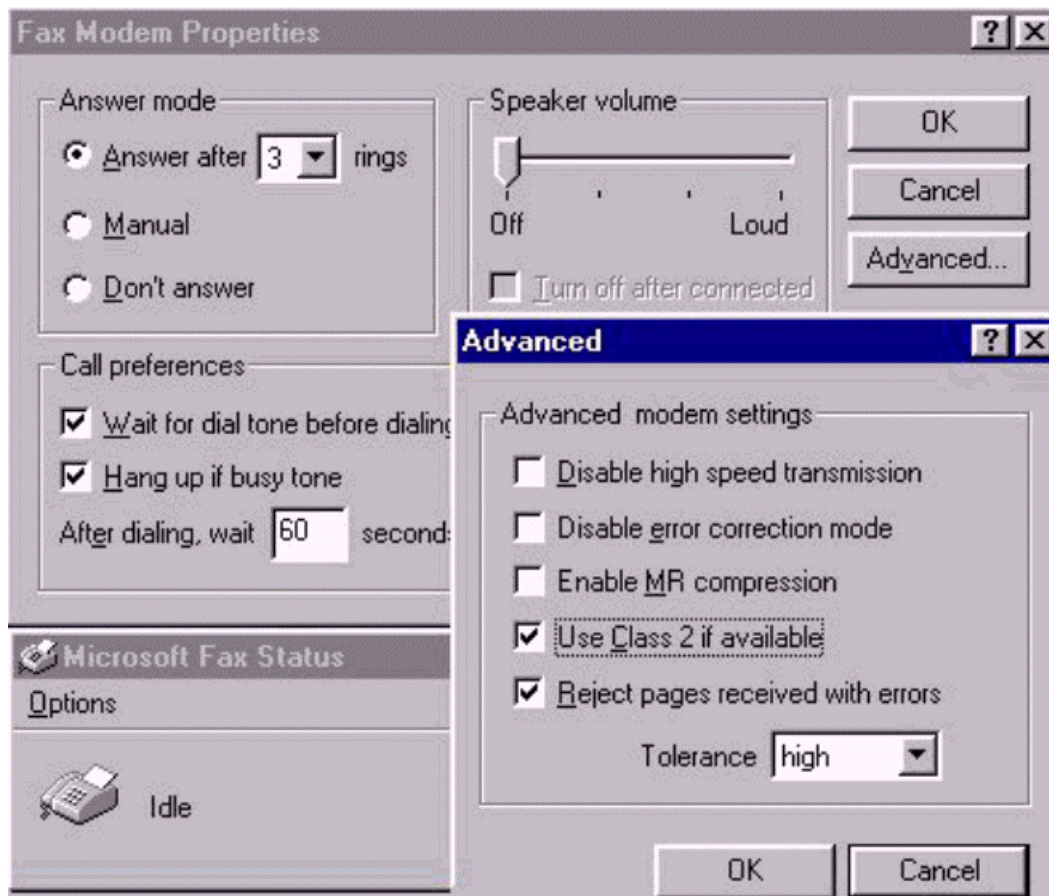 Fax Modem Properties
Answer mode
Answer after 3 rings
Manual
Don't answer
Speaker volume
Off Loud
Turn off after connected
OK
Cancel
Advanced...
Call preferences
Wait for dial tone before dialing
Hang up if busy tone
After dialing, wait 60 seconds
Advanced
Advanced modem settings
Disable high speed transmission
Disable error correction mode
Enable MR compression
Use Class 2 if available
Reject pages received with errors
Tolerance high
OK Cancel
Microsoft Fax Status
Options
Idle